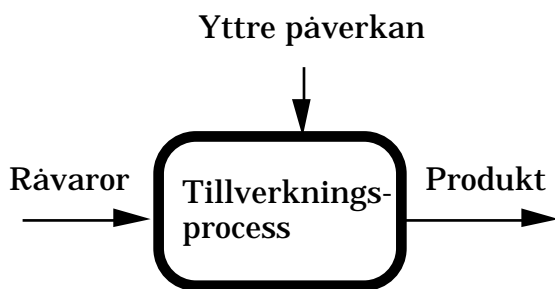 Yttre påverkan
Råvaror
Tillverknings-
process
Produkt